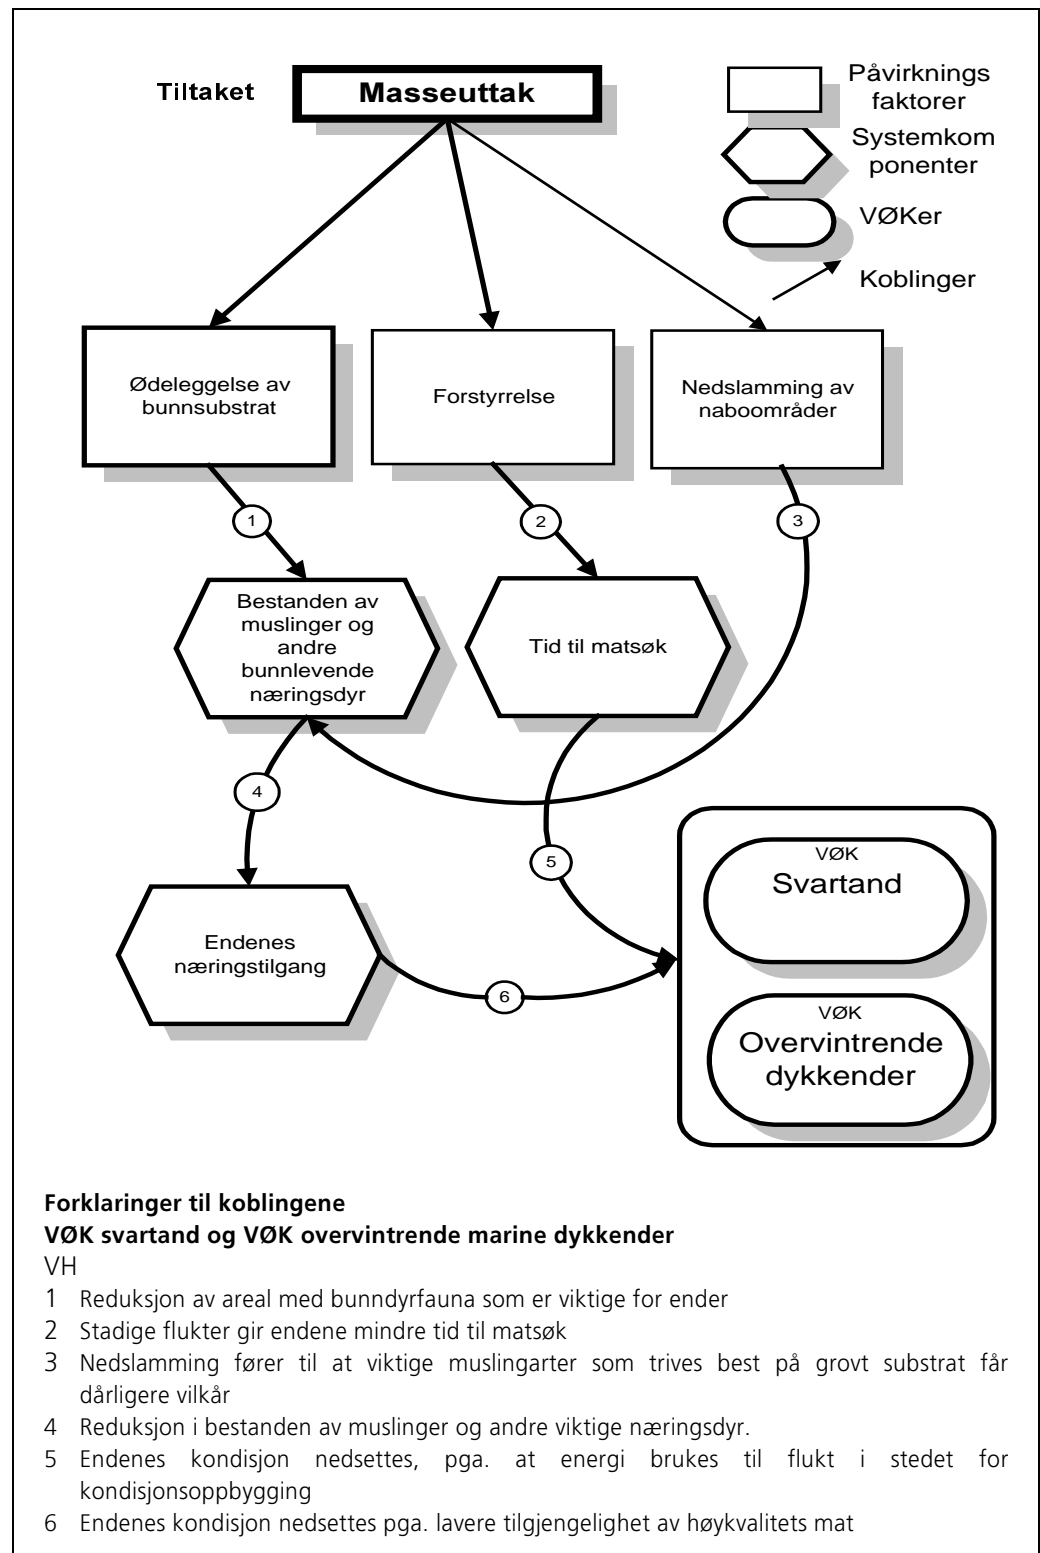 Tiltaket
Masseuttak
Påvirknings
faktorer
Systemkom
ponenter
VØKer
Koblinger
Ødeleggelse av
bunnsubstrat
Forstyrrelse
Nedslamming av
naboområder
1
2
3
Bestanden av
muslinger og
andre
bunnlevende
næringsdyr
Tid til matsøk
4
5
VØK
Svartand
Endenes
næringstilgang
6
VØK
Overvintrende
dykkender
Forklaringer til koblingene
VØK svartand og VØK overvintrende marine dykkender
VH
1 Reduksjon av areal med bunndyrfauna som er viktige for ender
2 Stadige flukter gir endene mindre tid til matsøk
3 Nedslamming fører til at viktige muslingarter som trives best på grovt substrat får
dårligere vilkår
4 Reduksjon i bestanden av muslinger og andre viktige næringsdyr.
5 Endenes kondisjon nedsettes, pga. at energi brukes til flukt i stedet for
kondisjonsoppbygging
6 Endenes kondisjon nedsettes pga. lavere tilgjengelighet av høykvalitets mat